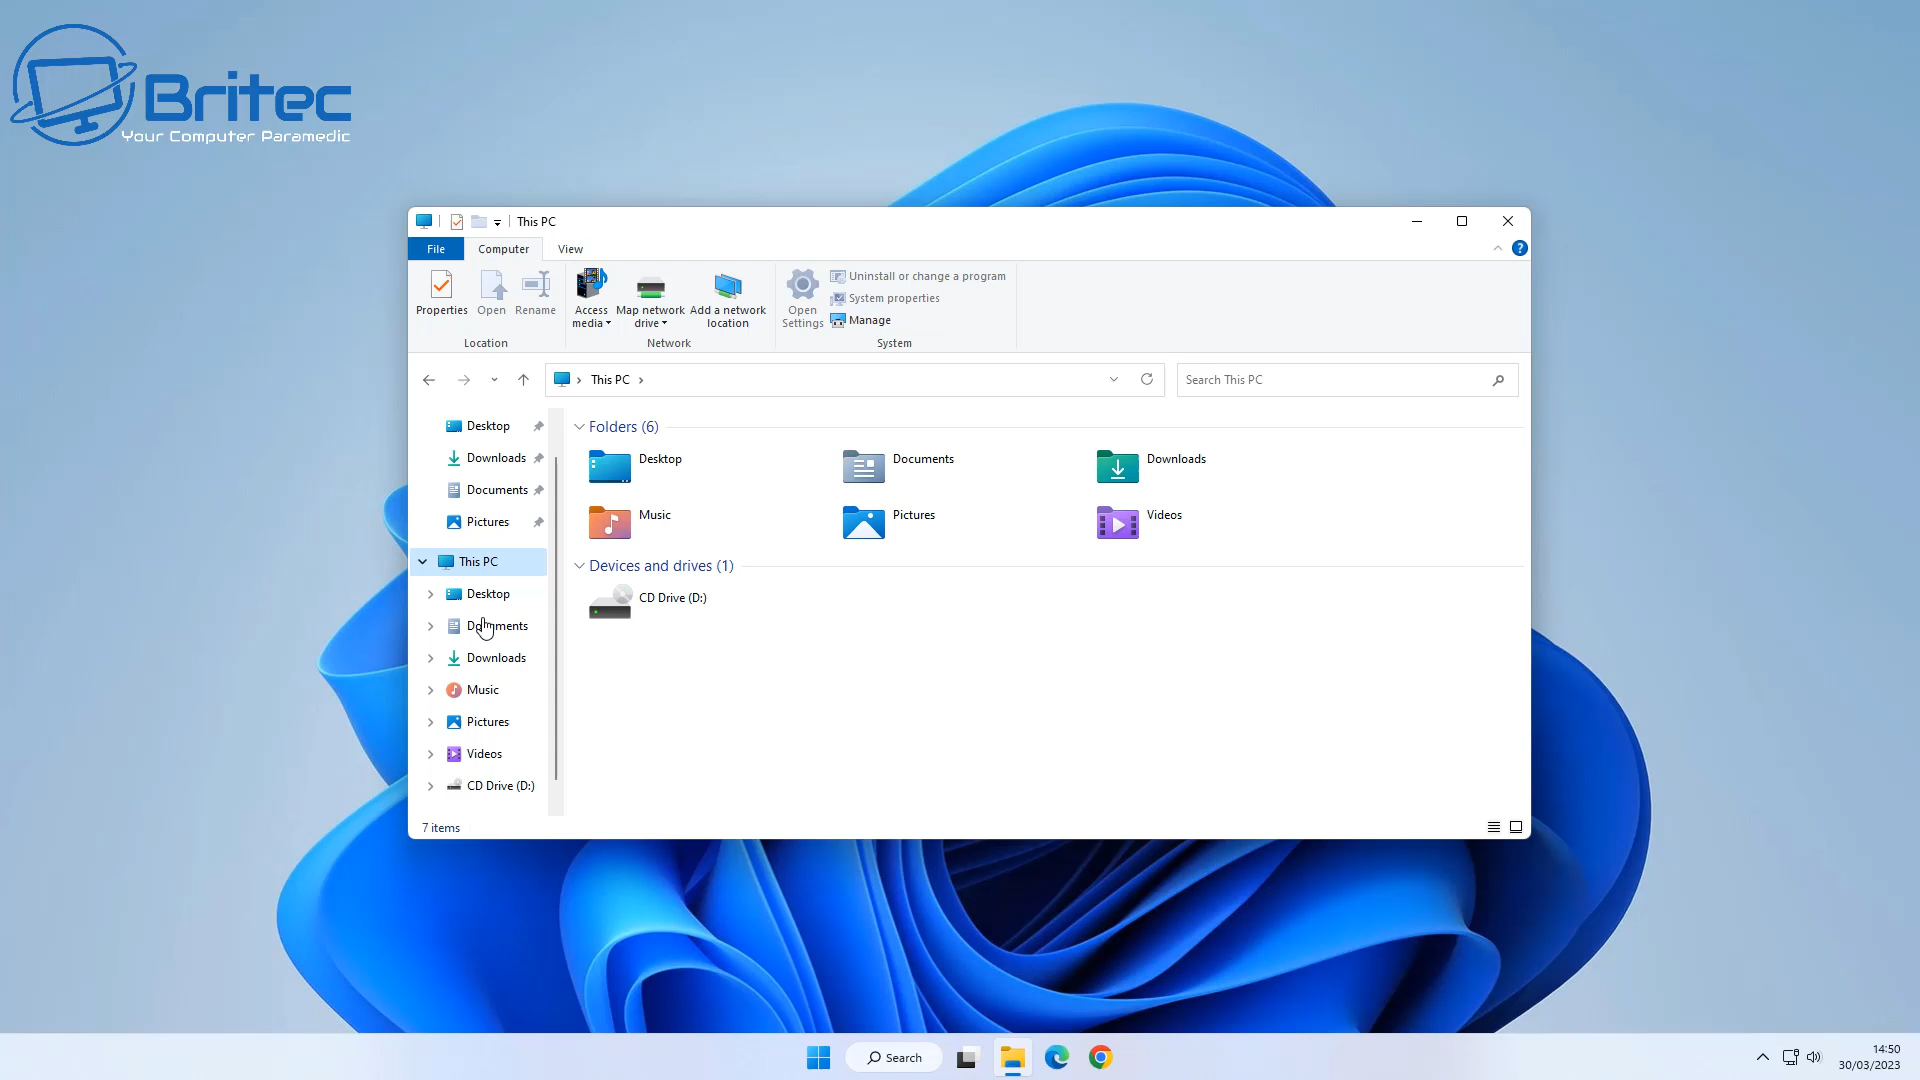 Britec
Your Computer Paramedic
This PC
File Computer View
Properties Open Rename Access media Map network drive Add a network location Open Settings Uninstall or change a program
System properties
Manage
Location Network System
This PC
Search This PC
Desktop
Downloads
Documents
Pictures
This PC
Desktop
Documents
Downloads
Music
Pictures
Videos
CD Drive (D:)
Folders (6)
Desktop Documents Downloads
Music Pictures Videos
Devices and drives (1)
CD Drive (D:)
7 items
Search
14:50
30/03/2023